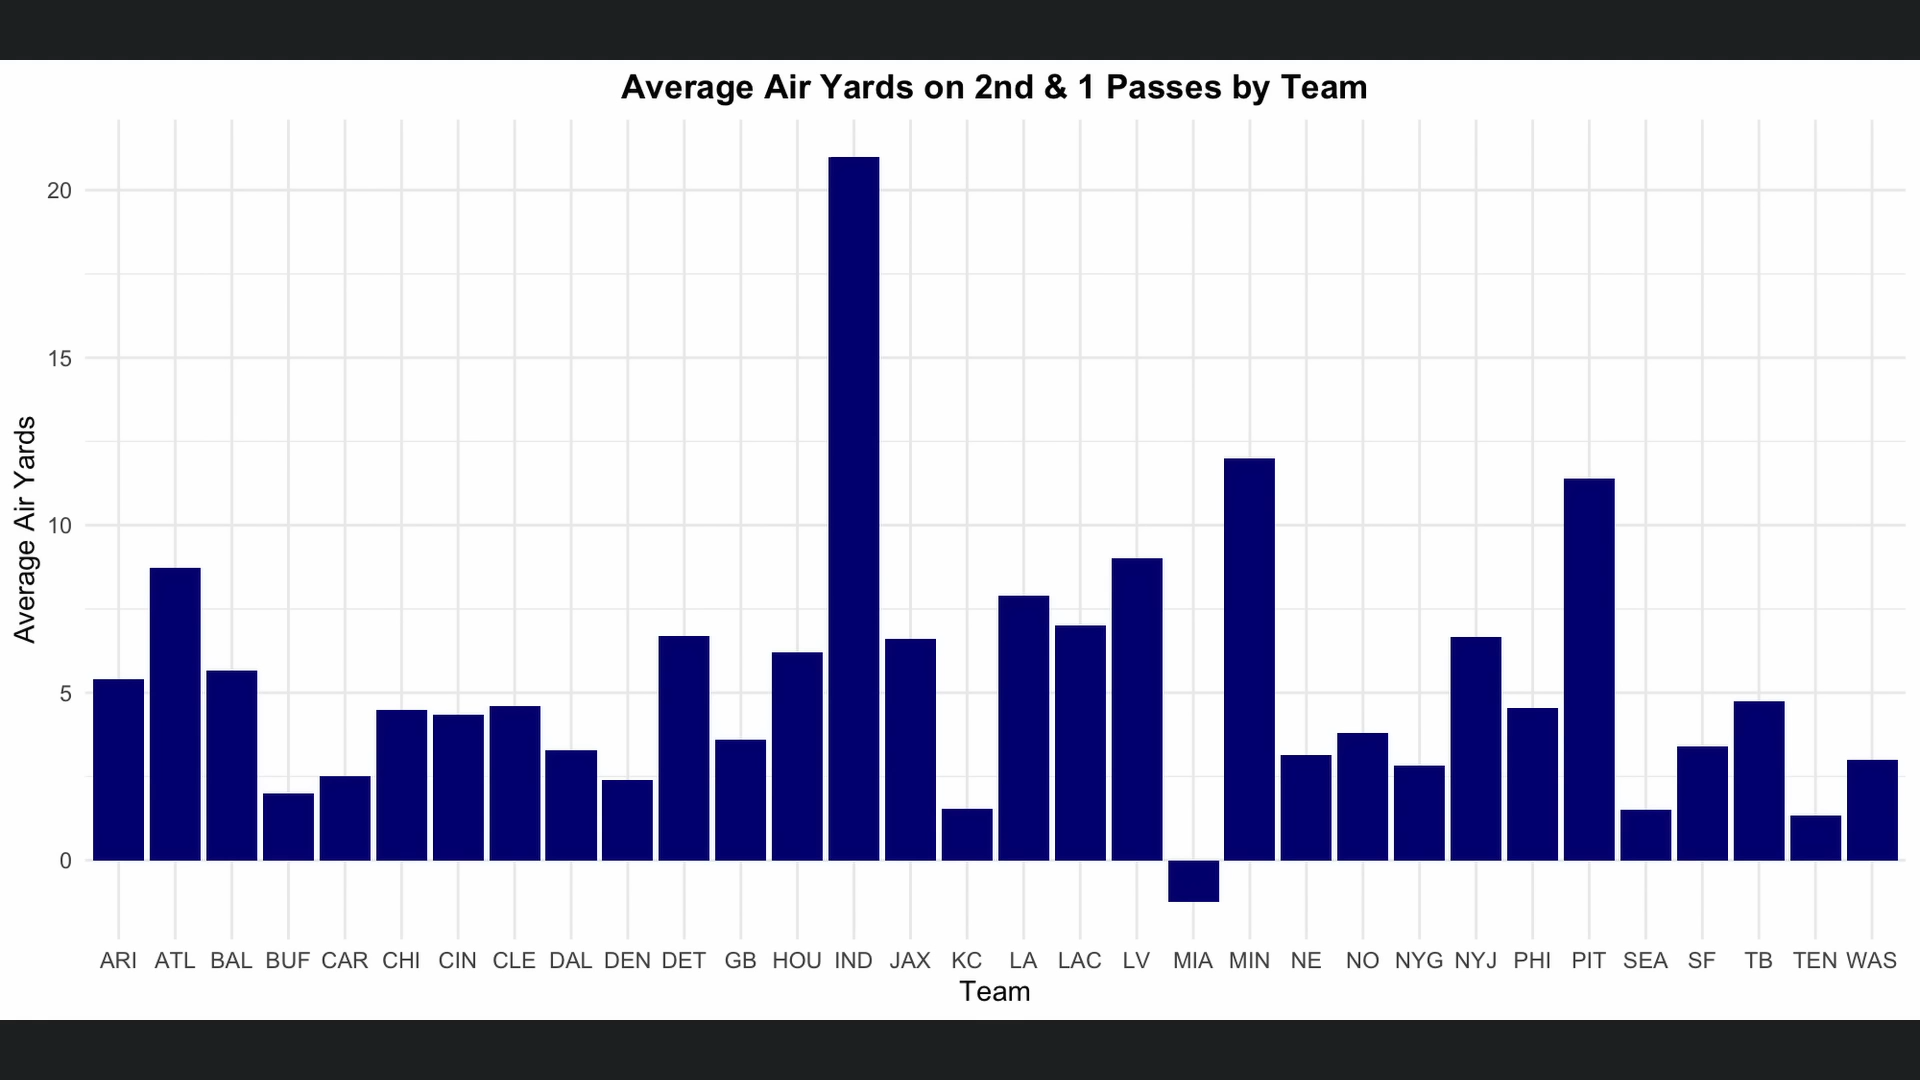 Average Air Yards on 2nd & 1 Passes by Team
Average Air Yards
20
15
10
5
0
ARI ATL BAL BUF CAR CHI CIN CLE DAL DEN DET GB HOU IND JAX KC LA LAC LV MIA MIN NE NO NYG NYJ PHI PIT SEA SF TB TEN WAS
Team